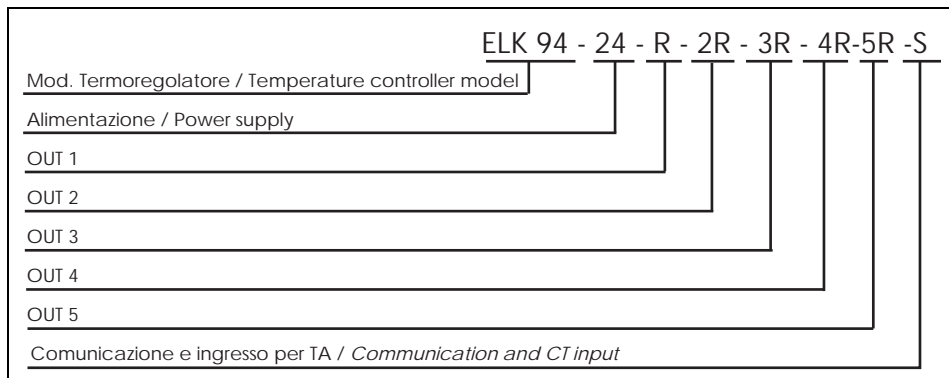 ELK 94 - 24 - R - 2R - 3R - 4R-5R -S
Mod. Termoregolatore / Temperature controller model
Alimentazione / Power supply
OUT 1
OUT 2
OUT 3
OUT 4
OUT 5
Comunicazione e ingresso per TA / Communication and CT input